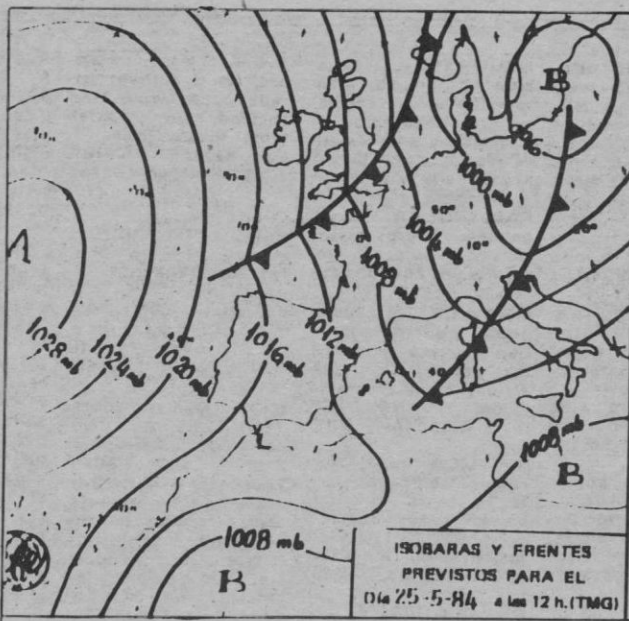 B
996
1000 mb
1004 mb
1008 mb
A
1028 mb
1024 mb
1020 mb
1016 mb
1012 mb
1008 mb
B
1008 mb
B
ISOBARAS Y FRENTES
PREVISTOS PARA EL
Día 25-5-84 a las 12 h. (TMG)